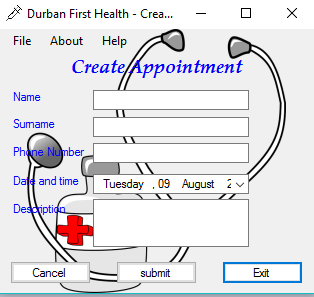 Durban First Health - Crea...
File About Help
Create Appointment
Name
Surname
Phone Number
Date and time Tuesday , 09 August 2
Description
Cancel submit Exit